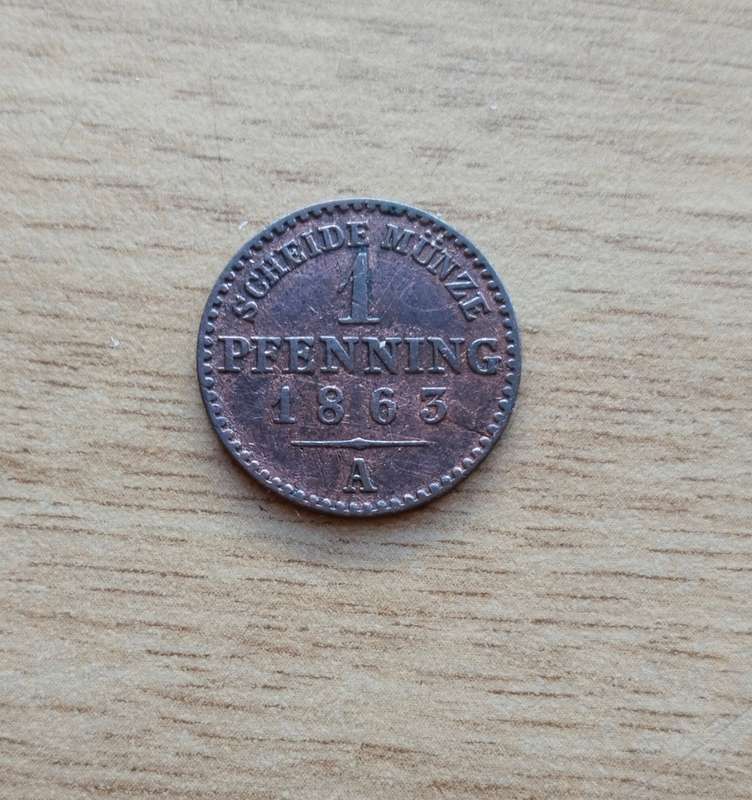 SCHEIDE MÜNZE
1
PFENNING
1863
A